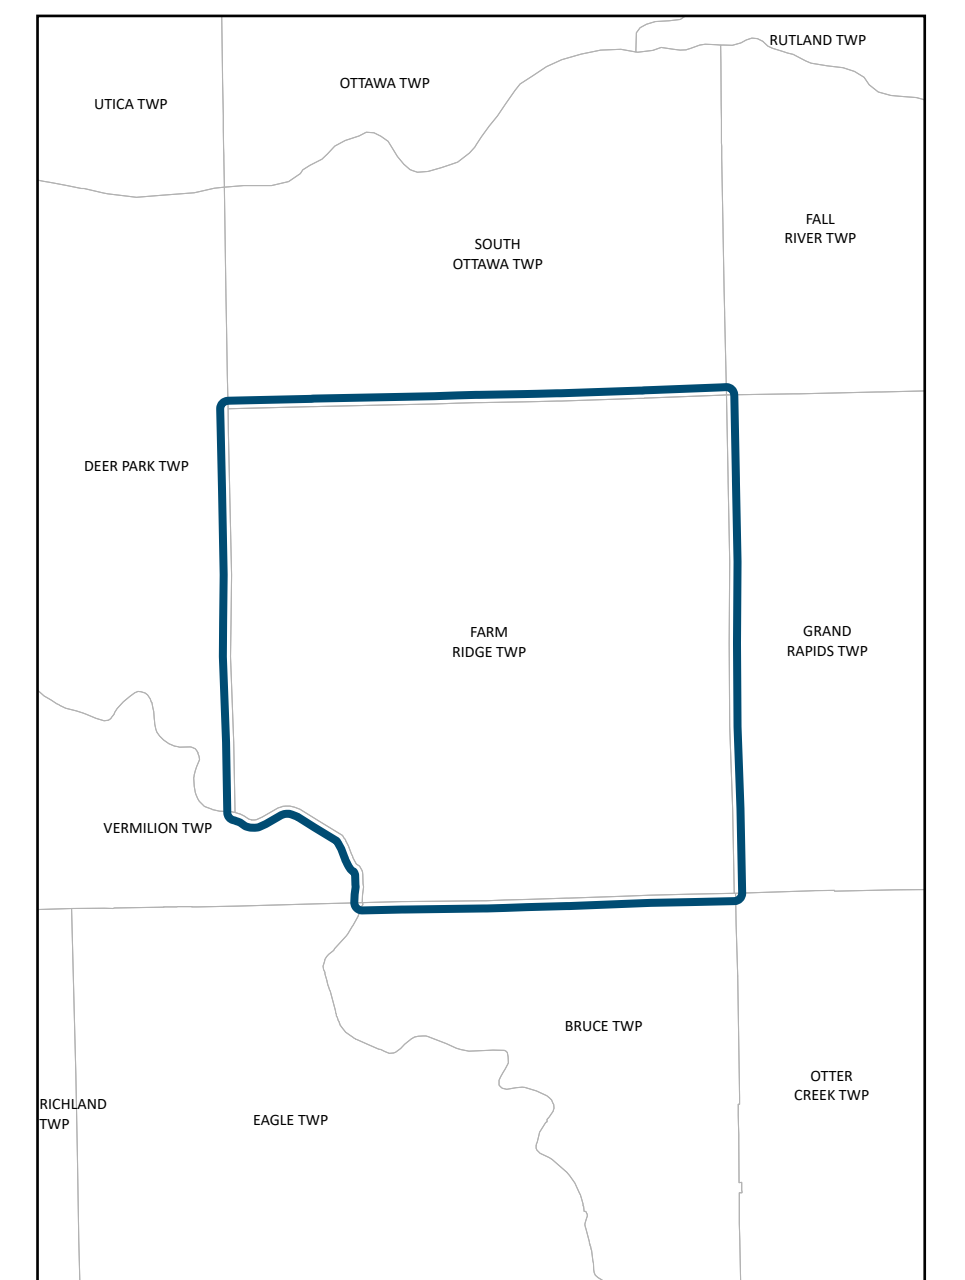 RUTLAND TWP
OTTAWA TWP
UTICA TWP
FALL
RIVER TWP
SOUTH
OTTAWA TWP
DEER PARK TWP
FARM
RIDGE TWP
GRAND
RAPIDS TWP
VERMILION TWP
BRUCE TWP
OTTER
CREEK TWP
RICHLAND
TWP
EAGLE TWP